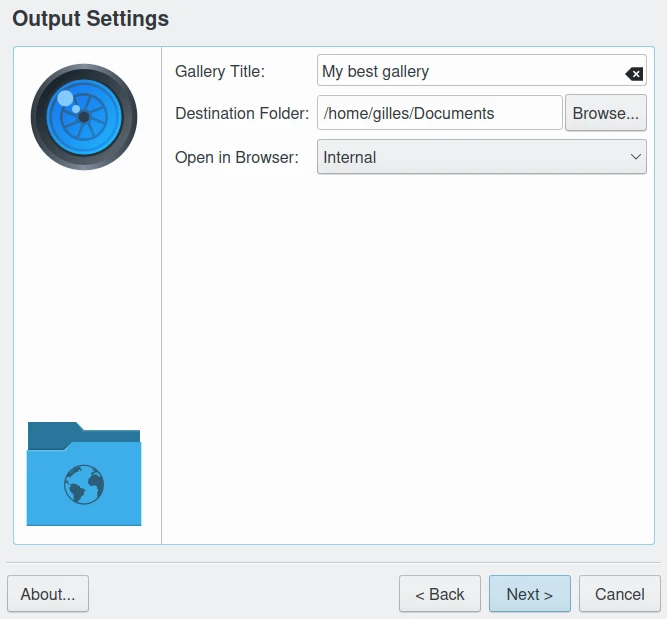 Output Settings
Gallery Title: My best gallery
Destination Folder: /home/gilles/Documents Browse...
Open in Browser: Internal
About... < Back Next > Cancel